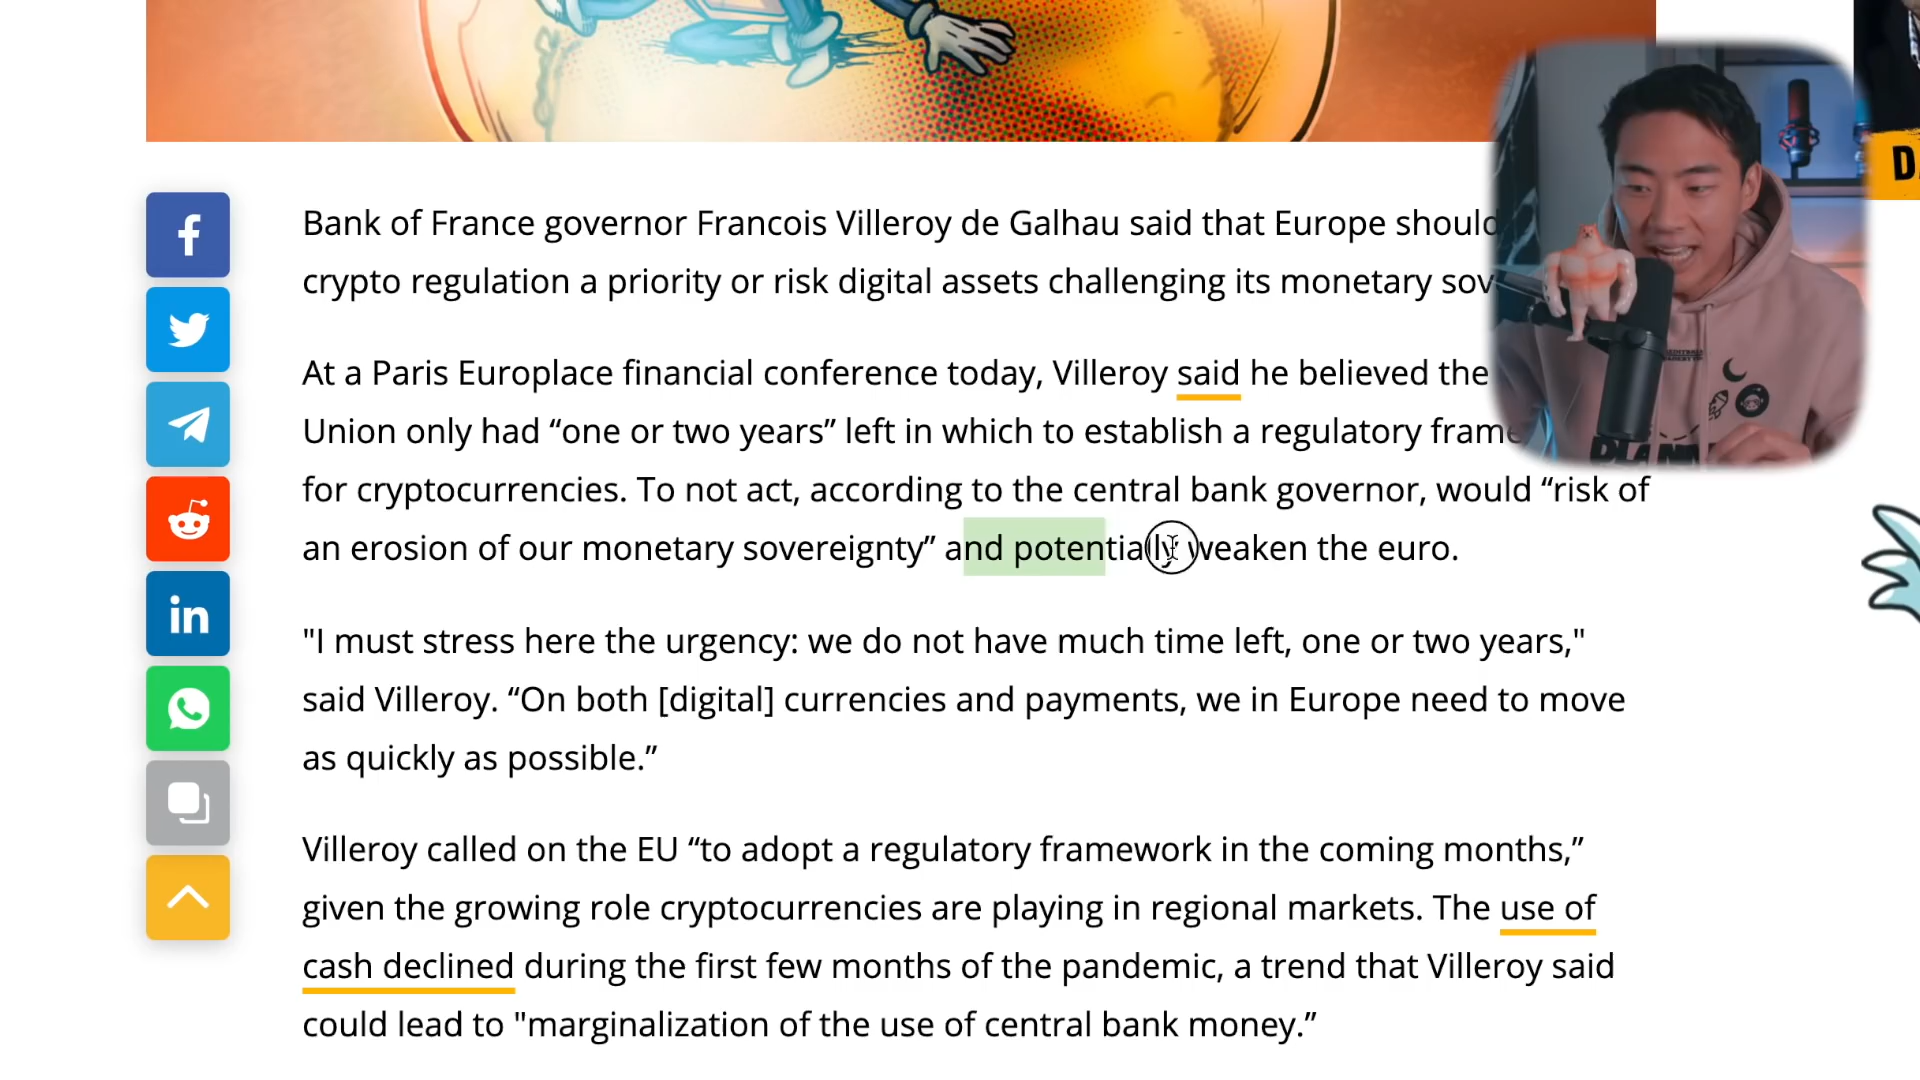 Bank of France governor Francois Villeroy de Galhau said that Europe should
crypto regulation a priority or risk digital assets challenging its monetary
At a Paris Europlace financial conference today, Villeroy said he believed the
Union only had “one or two years” left in which to establish a regulatory
for cryptocurrencies. To not act, according to the central bank governor, would “risk of
an erosion of our monetary sovereignty” and potentially weaken the euro.
"I must stress here the urgency: we do not have much time left, one or two years,"
said Villeroy. “On both [digital] currencies and payments, we in Europe need to move
as quickly as possible.”
Villeroy called on the EU “to adopt a regulatory framework in the coming months,”
given the growing role cryptocurrencies are playing in regional markets. The use of
cash declined during the first few months of the pandemic, a trend that Villeroy said
could lead to "marginalization of the use of central bank money.”